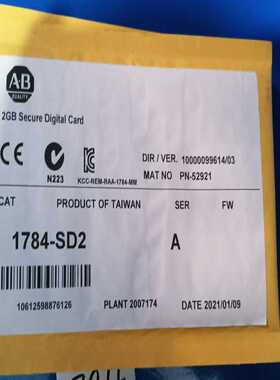 A·B
QUALITY
2GB Secure Digital Card
CE
N223
KCC-REM-RAA-1784-MM
DIR / VER. 10000099614/03
MAT NO PN-52921
CAT PRODUCT OF TAIWAN SER FW
1784-SD2 A
10612598876126 PLANT 2007174 DATE 2021/01/09